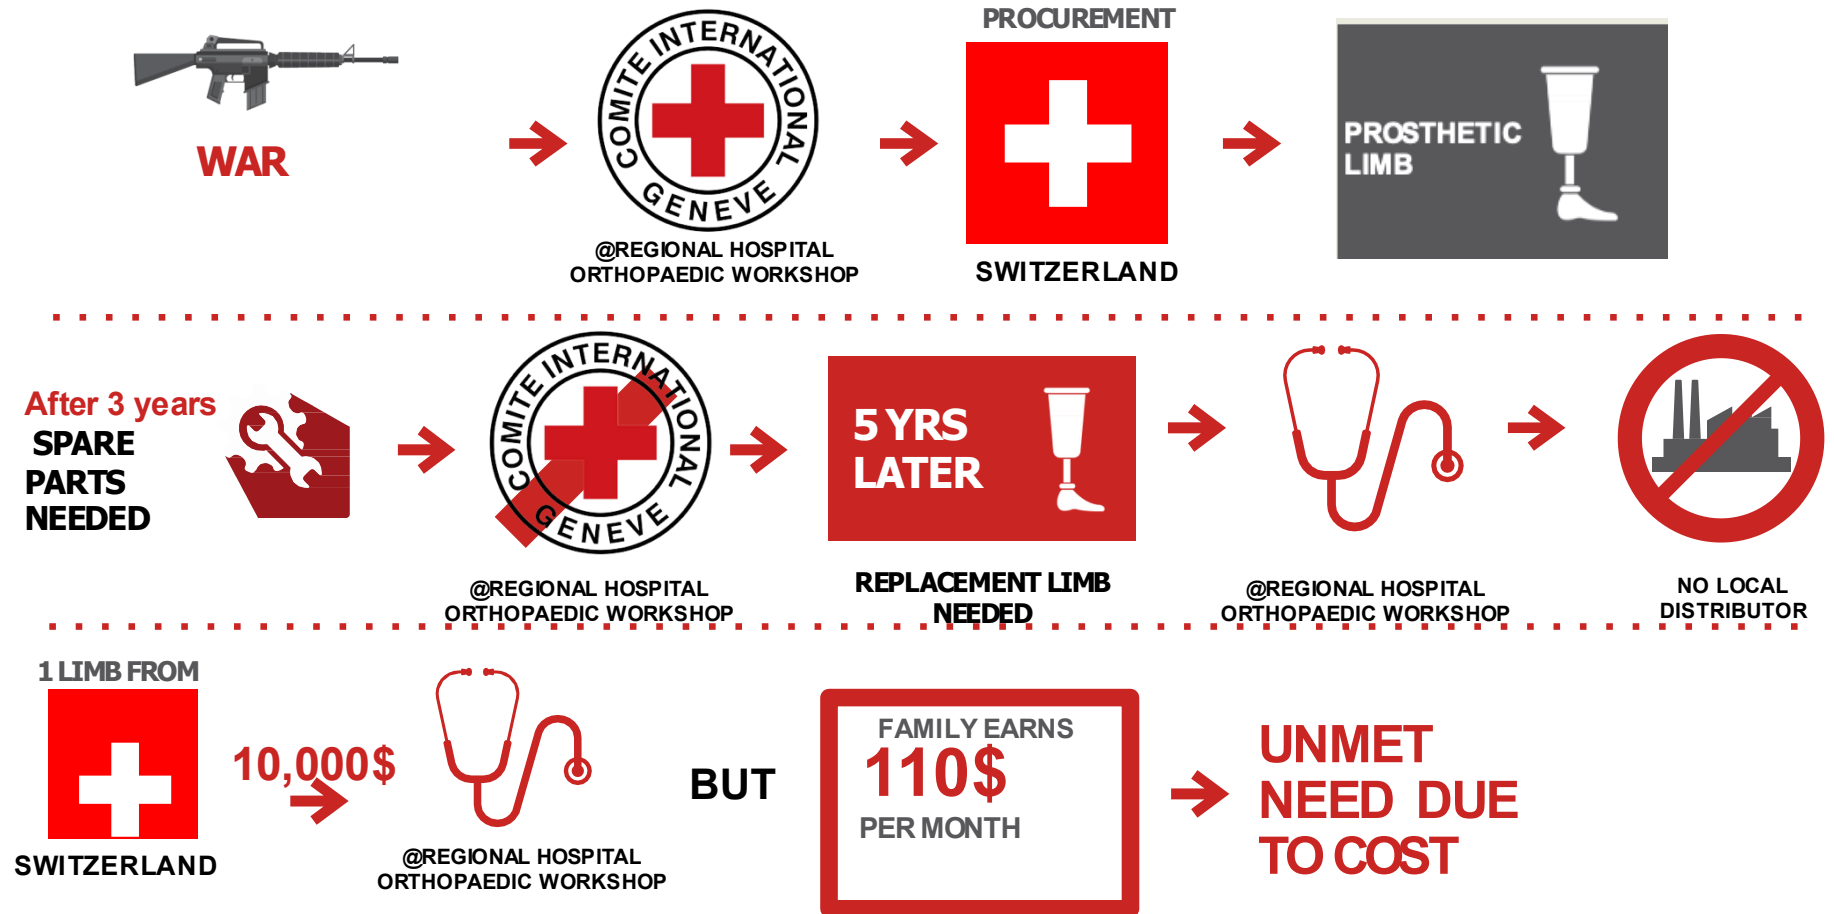 PROCUREMENT
WAR
COMITE INTERNATIONAL
GENEVE
@REGIONAL HOSPITAL
ORTHOPAEDIC WORKSHOP
SWITZERLAND
PROSTHETIC
LIMB
After 3 years
SPARE
PARTS
NEEDED
COMITE INTERNATIONAL
GENEVE
@REGIONAL HOSPITAL
ORTHOPAEDIC WORKSHOP
5 YRS
LATER
REPLACEMENT LIMB
NEEDED
@REGIONAL HOSPITAL
ORTHOPAEDIC WORKSHOP
NO LOCAL
DISTRIBUTOR
1 LIMB FROM
SWITZERLAND
10,000$
@REGIONAL HOSPITAL
ORTHOPAEDIC WORKSHOP
BUT
FAMILY EARNS
110$
PER MONTH
UNMET
NEED DUE
TO COST